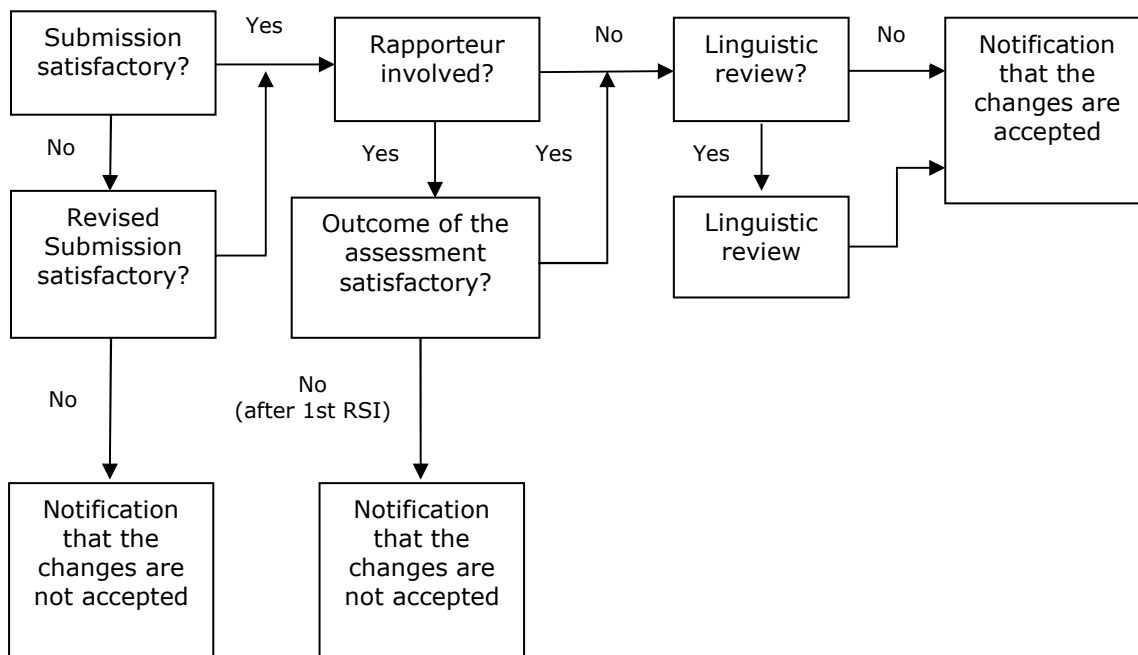 Submission
satisfactory?
Yes
Rapporteur
involved?
No
Linguistic
review?
No
Notification
that the
changes are
accepted
No
Yes
Yes
Yes
Revised
Submission
satisfactory?
Outcome of the
assessment
satisfactory?
Linguistic
review
No
No
(after 1st RSI)
Notification
that the
changes are
not accepted
Notification
that the
changes are
not accepted